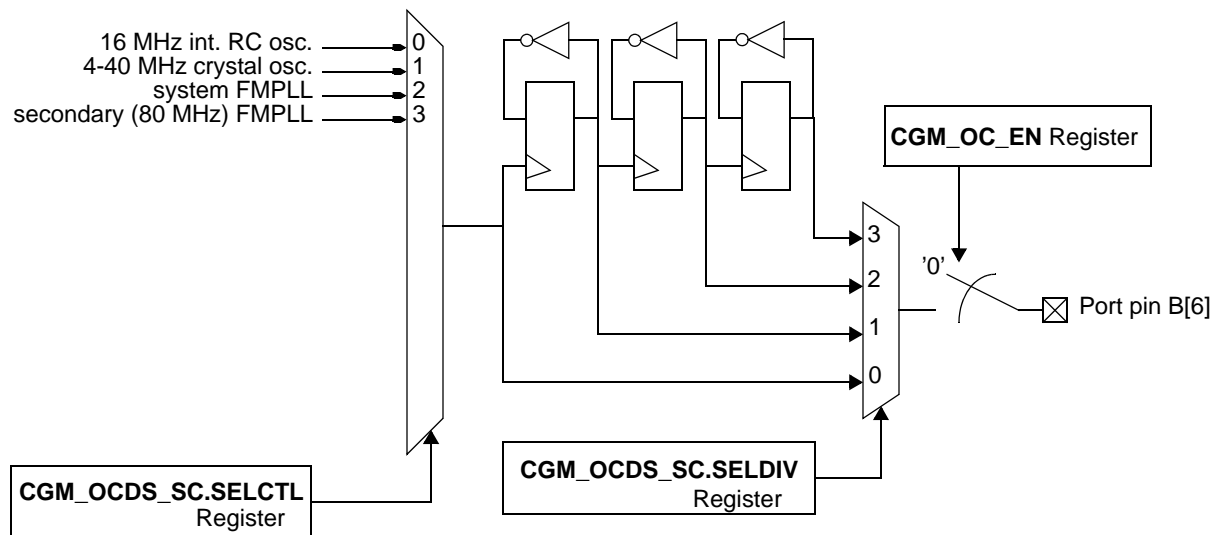 16 MHz int. RC osc.
4-40 MHz crystal osc.
system FMPLL
secondary (80 MHz) FMPLL
0
1
2
3
CGM_OC_EN Register
3
2
1
0
'0'
Port pin B[6]
CGM_OCDS_SC.SELCTL
Register
CGM_OCDS_SC.SELDIV
Register